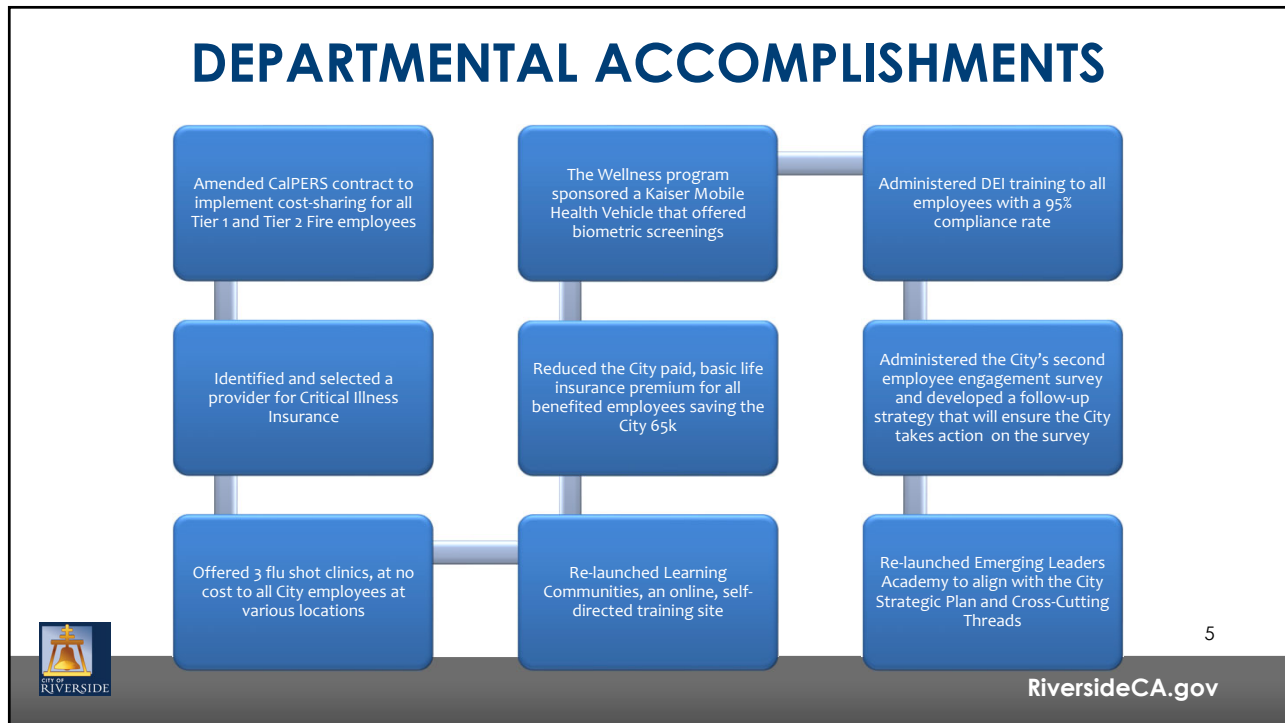 DEPARTMENTAL ACCOMPLISHMENTS
Amended CalPERS contract to
implement cost-sharing for all
Tier 1 and Tier 2 Fire employees
Identified and selected a
provider for Critical Illness
Insurance
Offered 3 flu shot clinics, at no
cost to all City employees at
various locations
Re-launched Learning
Communities, an online, self-
directed training site
Reduced the City paid, basic life
insurance premium for all
benefited employees saving the
City 65k
The Wellness program
sponsored a Kaiser Mobile
Health Vehicle that offered
biometric screenings
Administered DEI training to all
employees with a 95%
compliance rate
Administered the City’s second
employee engagement survey
and developed a follow-up
strategy that will ensure the City
takes action on the survey
Re-launched Emerging Leaders
Academy to align with the City
Strategic Plan and Cross-Cutting
Threads
5
CITY OF
RIVERSIDE
RiversideCA.gov